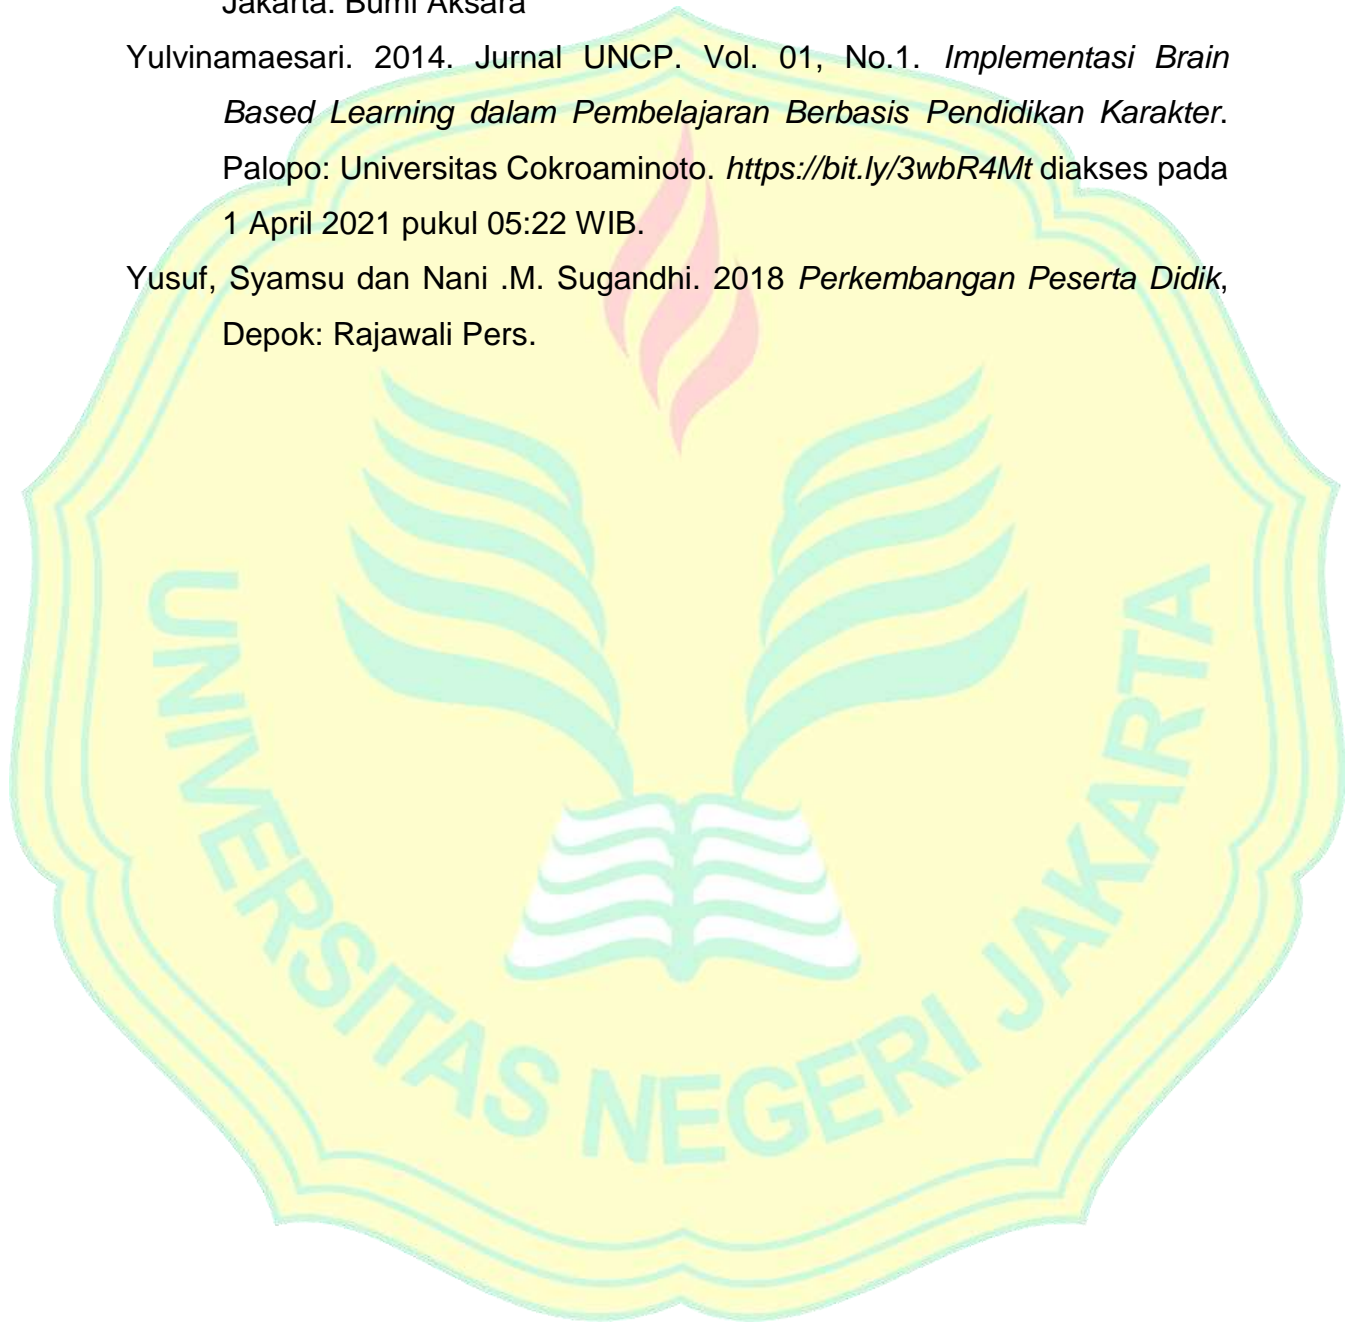 Jakarta: Bumi Aksara
Yulvinamaesari. 2014. Jurnal UNCP. Vol. 01, No.1. Implementasi Brain
Based Learning dalam Pembelajaran Berbasis Pendidikan Karakter.
Palopo: Universitas Cokroaminoto. https://bit.ly/3wbR4Mt diakses pada
1 April 2021 pukul 05:22 WIB.
Yusuf, Syamsu dan Nani .M. Sugandhi. 2018 Perkembangan Peserta Didik,
Depok: Rajawali Pers.
UNIVERSITAS NEGERI JAKARTA